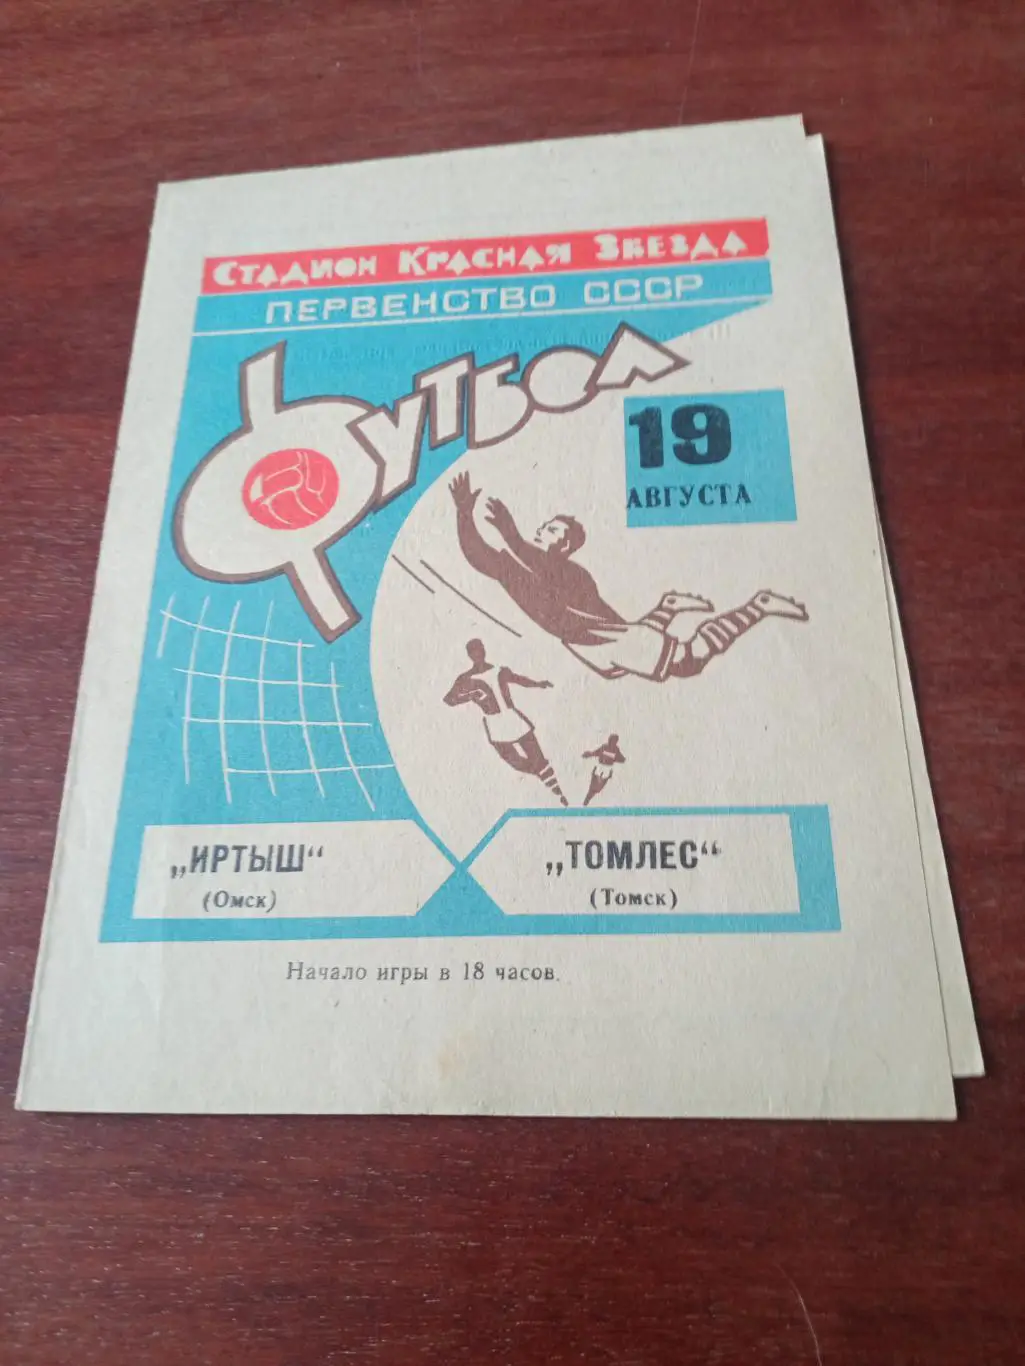 Стадион Красная Звезда
ПЕРВЕНСТВО СССР
Футбол
19
АВГУСТА
„ИРТЫШ“
(Омск)
„ТОМЛЕС“
(Томск)
Начало игры в 18 часов.